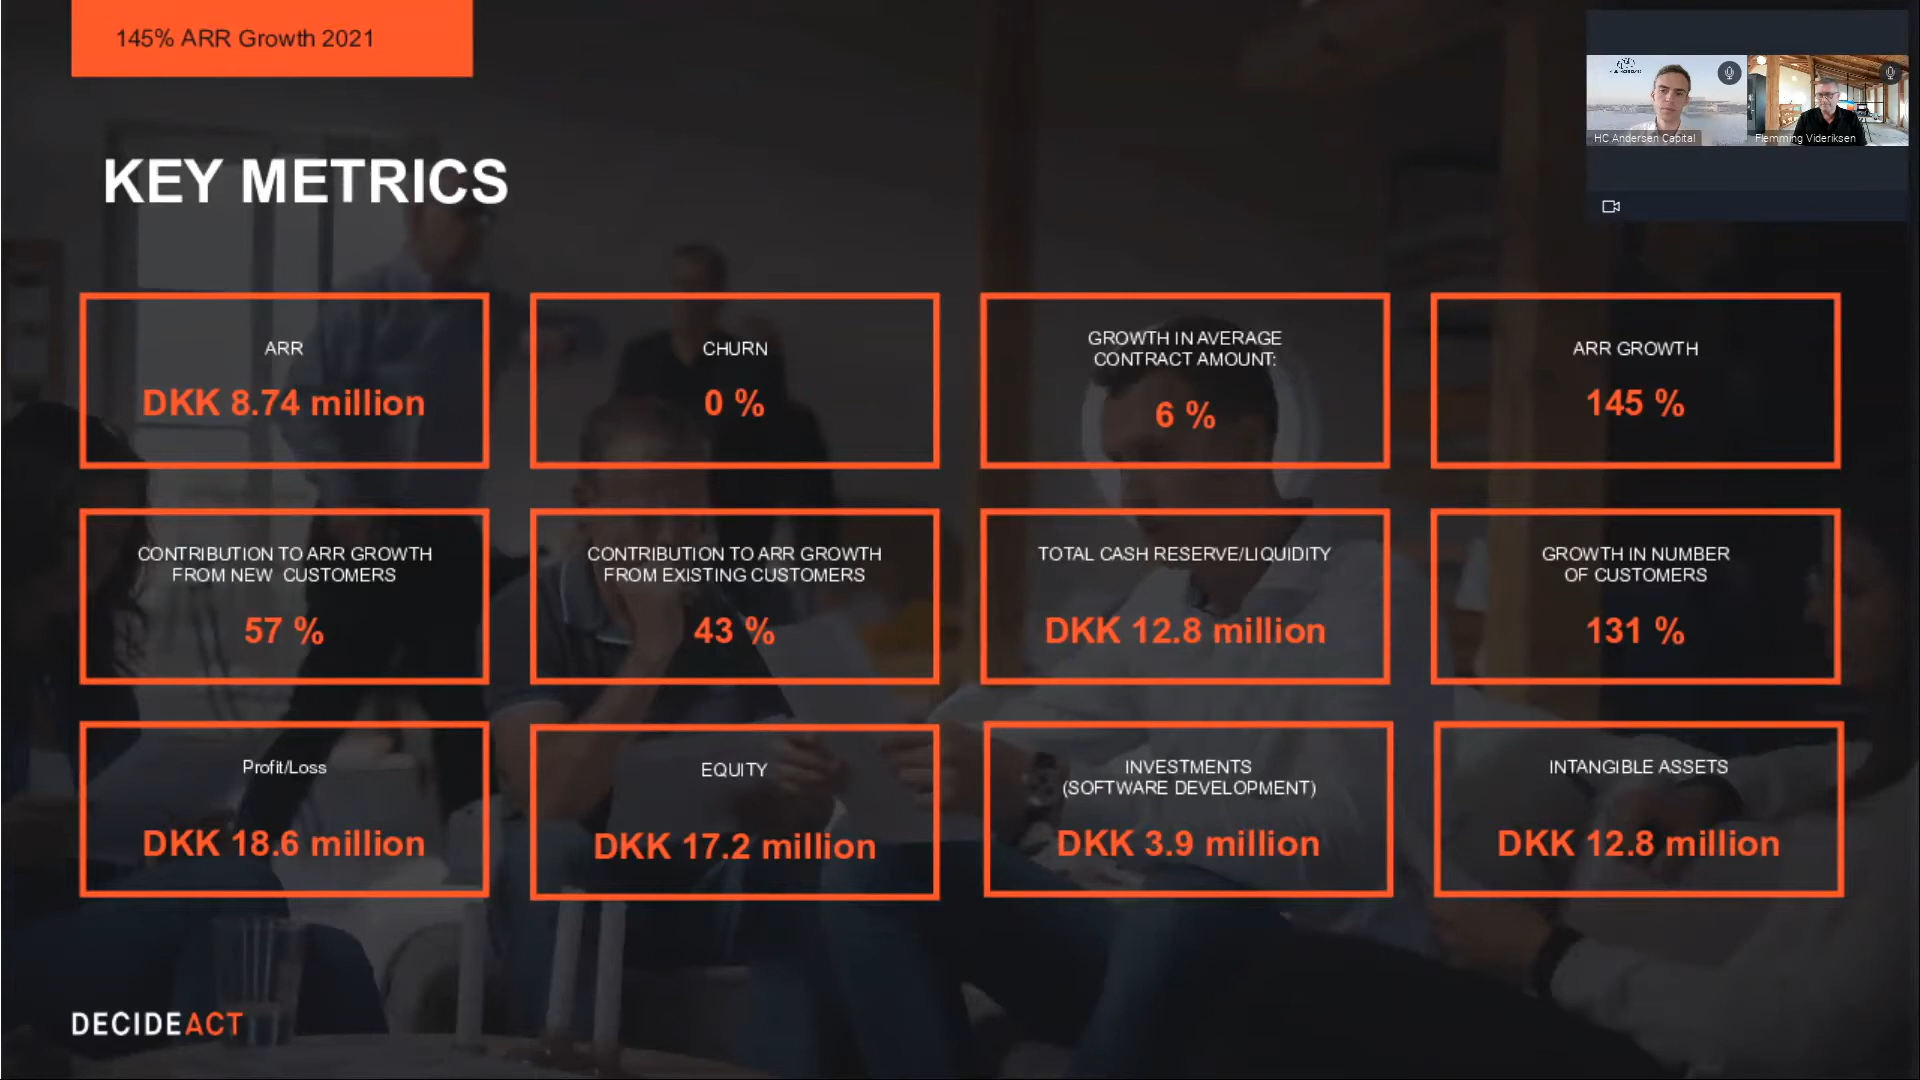 145% ARR Growth 2021
HC Andersen Capital
Flemming Videriksen
KEY METRICS
ARR
DKK 8.74 million
CHURN
0 %
GROWTH IN AVERAGE
CONTRACT AMOUNT:
6 %
ARR GROWTH
145 %
CONTRIBUTION TO ARR GROWTH
FROM NEW CUSTOMERS
57 %
CONTRIBUTION TO ARR GROWTH
FROM EXISTING CUSTOMERS
43 %
TOTAL CASH RESERVE/LIQUIDITY
DKK 12.8 million
GROWTH IN NUMBER
OF CUSTOMERS
131 %
Profit/Loss
DKK 18.6 million
EQUITY
DKK 17.2 million
INVESTMENTS
(SOFTWARE DEVELOPMENT)
DKK 3.9 million
INTANGIBLE ASSETS
DKK 12.8 million
DECIDEACT